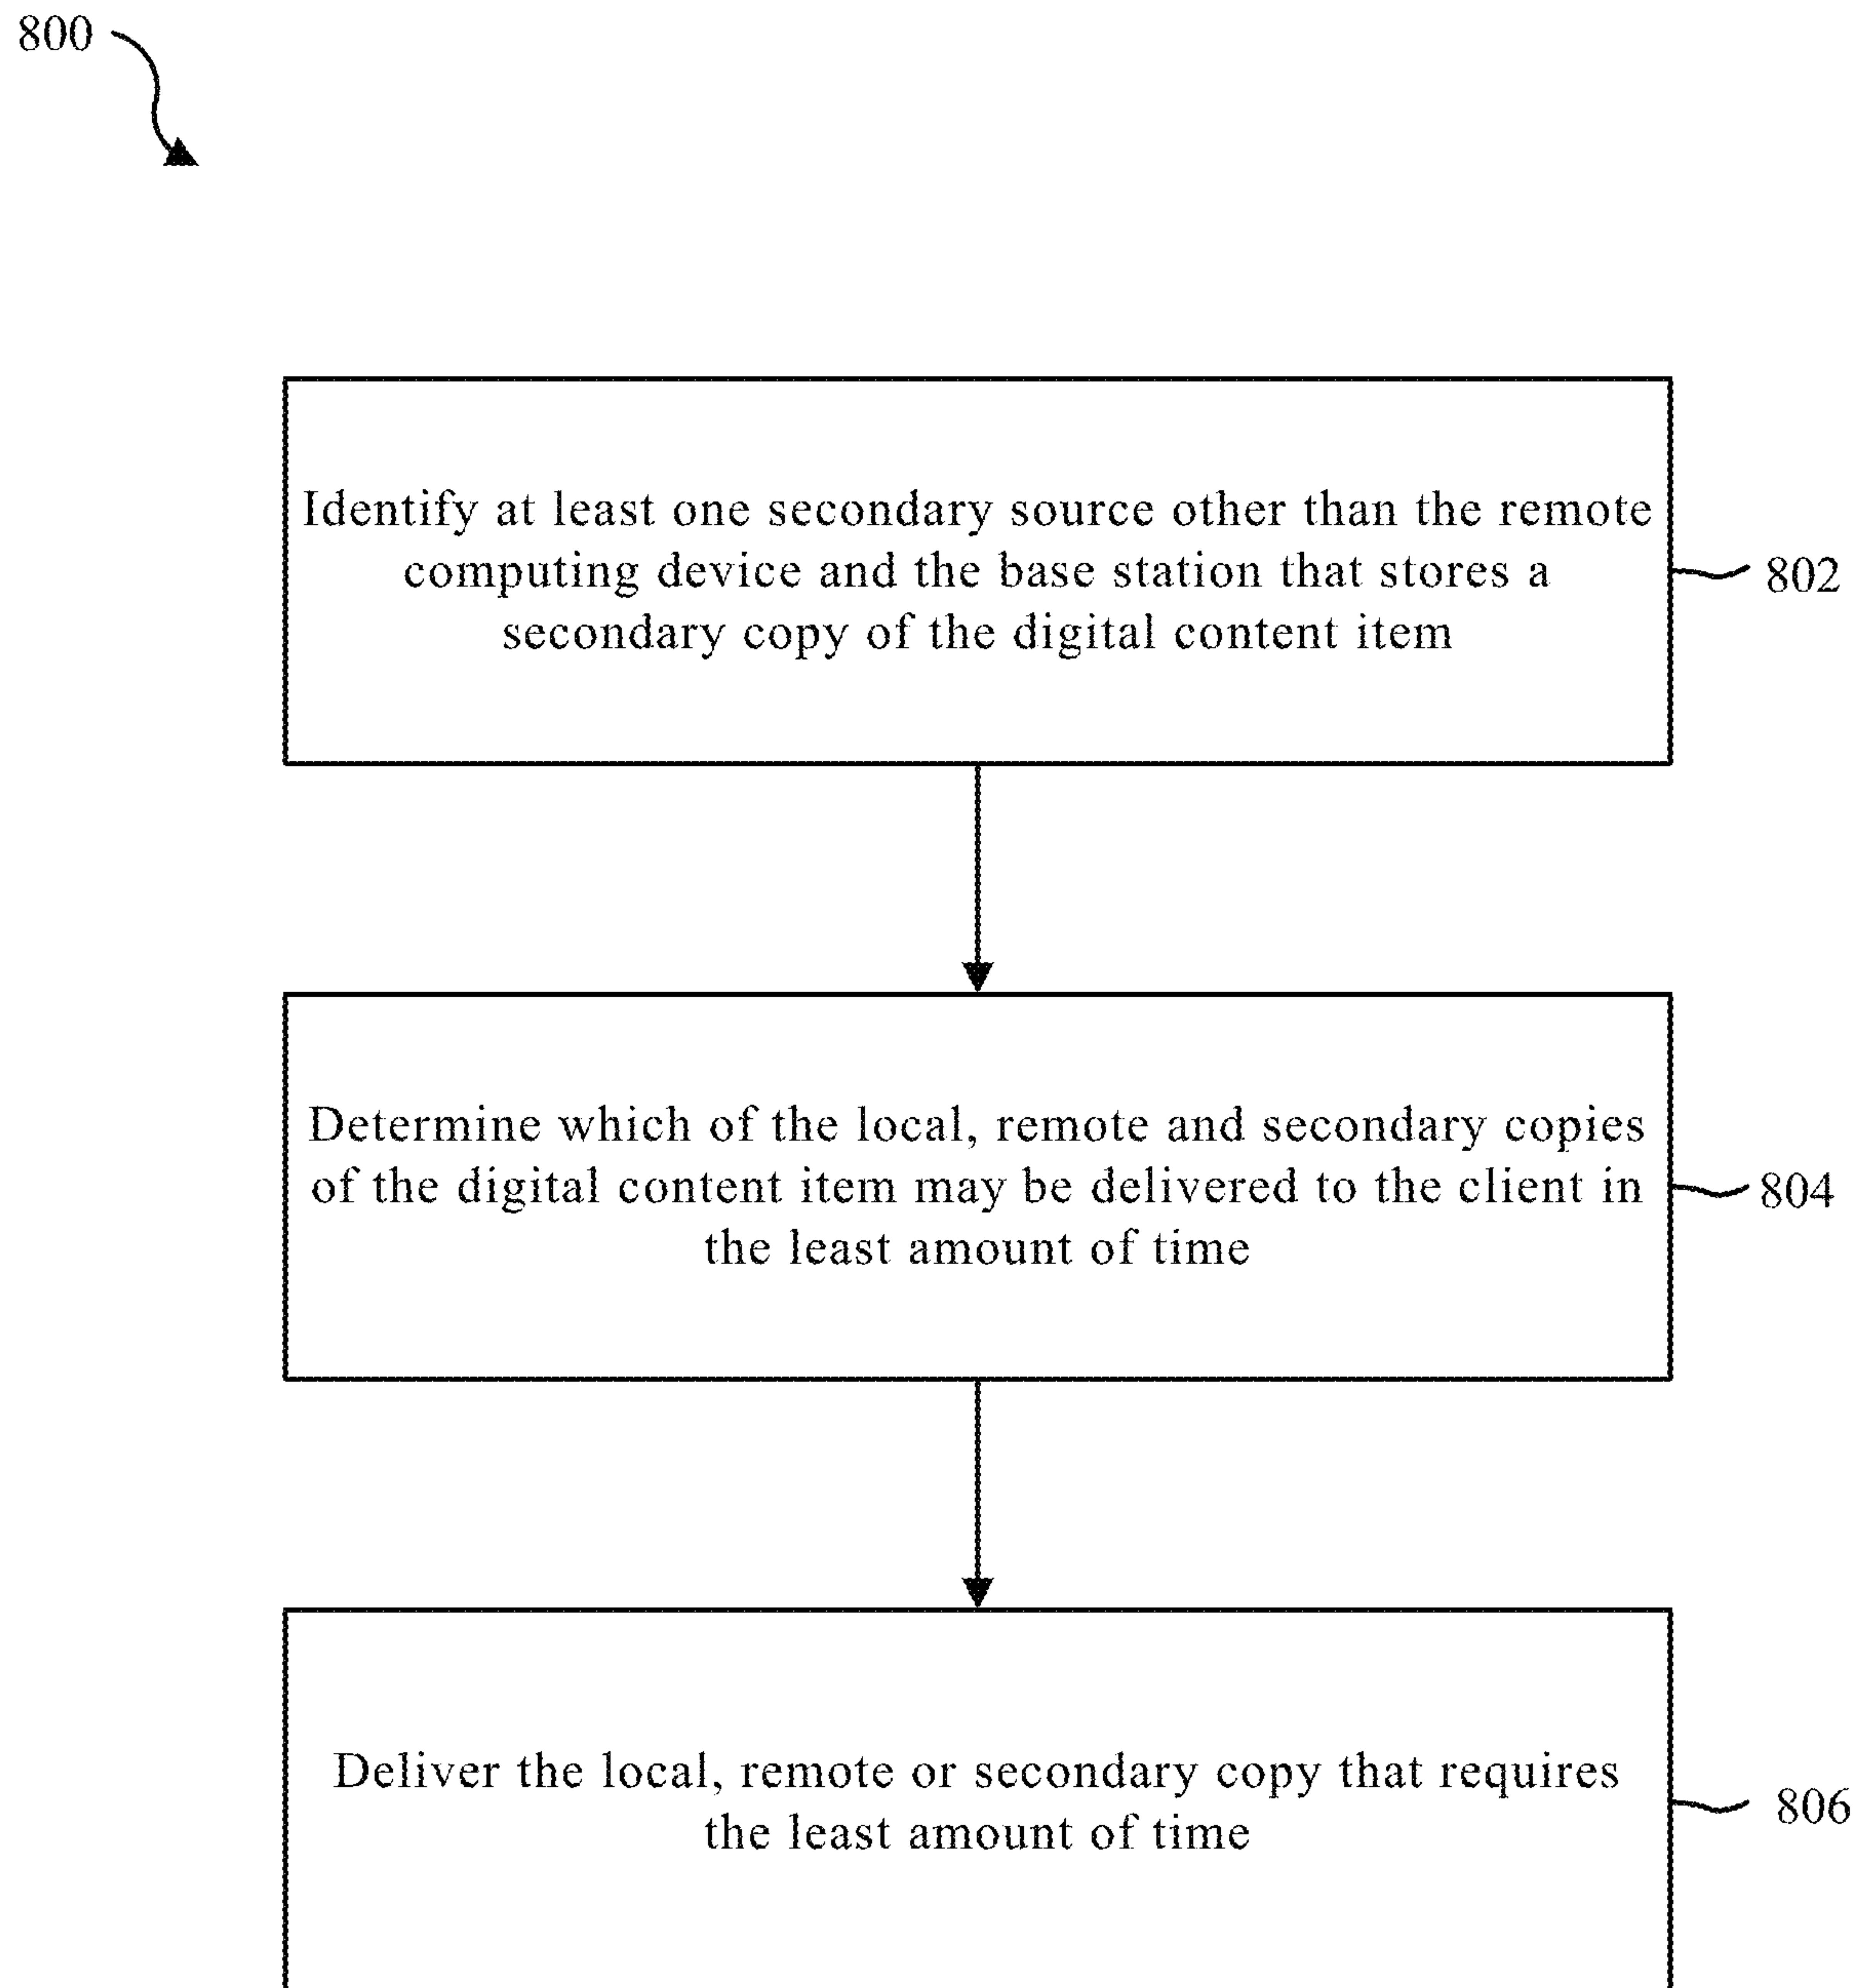 800
Identify at least one secondary source other than the remote
computing device and the base station that stores a
secondary copy of the digital content item
802
Determine which of the local, remote and secondary copies
of the digital content item may be delivered to the client in
the least amount of time
804
Deliver the local, remote or secondary copy that requires
the least amount of time
806